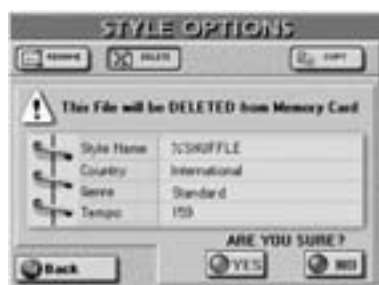 STYLE OPTIONS
RENAME DELETE COPY
This File will be DELETED from Memory Card
Style Name
Country International
Genre Standard
Tempo 159
ARE YOU SURE?
Back YES NO